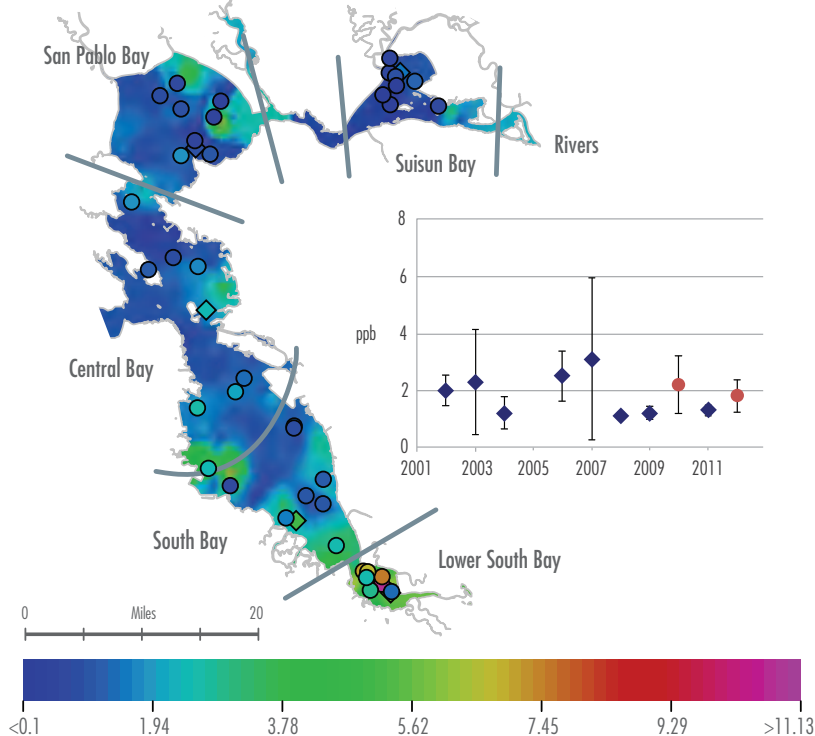 San Pablo Bay
Suisun Bay
Rivers
Central Bay
South Bay
Lower South Bay
8
6
ppb
4
2
0
2001 2003 2005 2007 2009 2011
0 Miles 20
<0.1 1.94 3.78 5.62 7.45 9.29 >11.13